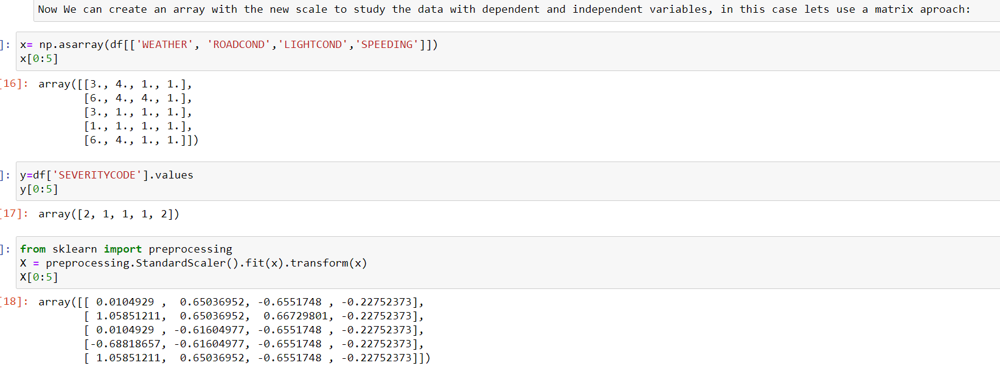 Now We can create an array with the new scale to study the data with dependent and independent variables, in this case lets use a matrix aproach:
]: x= np.asarray(df[['WEATHER', 'ROADCOND','LIGHTCOND','SPEEDING']])
x[0:5]
[16]: array([[3., 4., 1., 1.],
[6., 4., 4., 1.],
[3., 1., 1., 1.],
[1., 1., 1., 1.],
[6., 4., 1., 1.]])
]: y=df['SEVERITYCODE'].values
y[0:5]
[17]: array([2, 1, 1, 1, 2])
]: from sklearn import preprocessing
X = preprocessing.StandardScaler().fit(x).transform(x)
X[0:5]
[18]: array([[ 0.0104929 ,  0.65036952, -0.6551748 , -0.22752373],
[ 1.05851211,  0.65036952,  0.66729801, -0.22752373],
[ 0.0104929 , -0.61604977, -0.6551748 , -0.22752373],
[-0.68818657, -0.61604977, -0.6551748 , -0.22752373],
[ 1.05851211,  0.65036952, -0.6551748 , -0.22752373]])